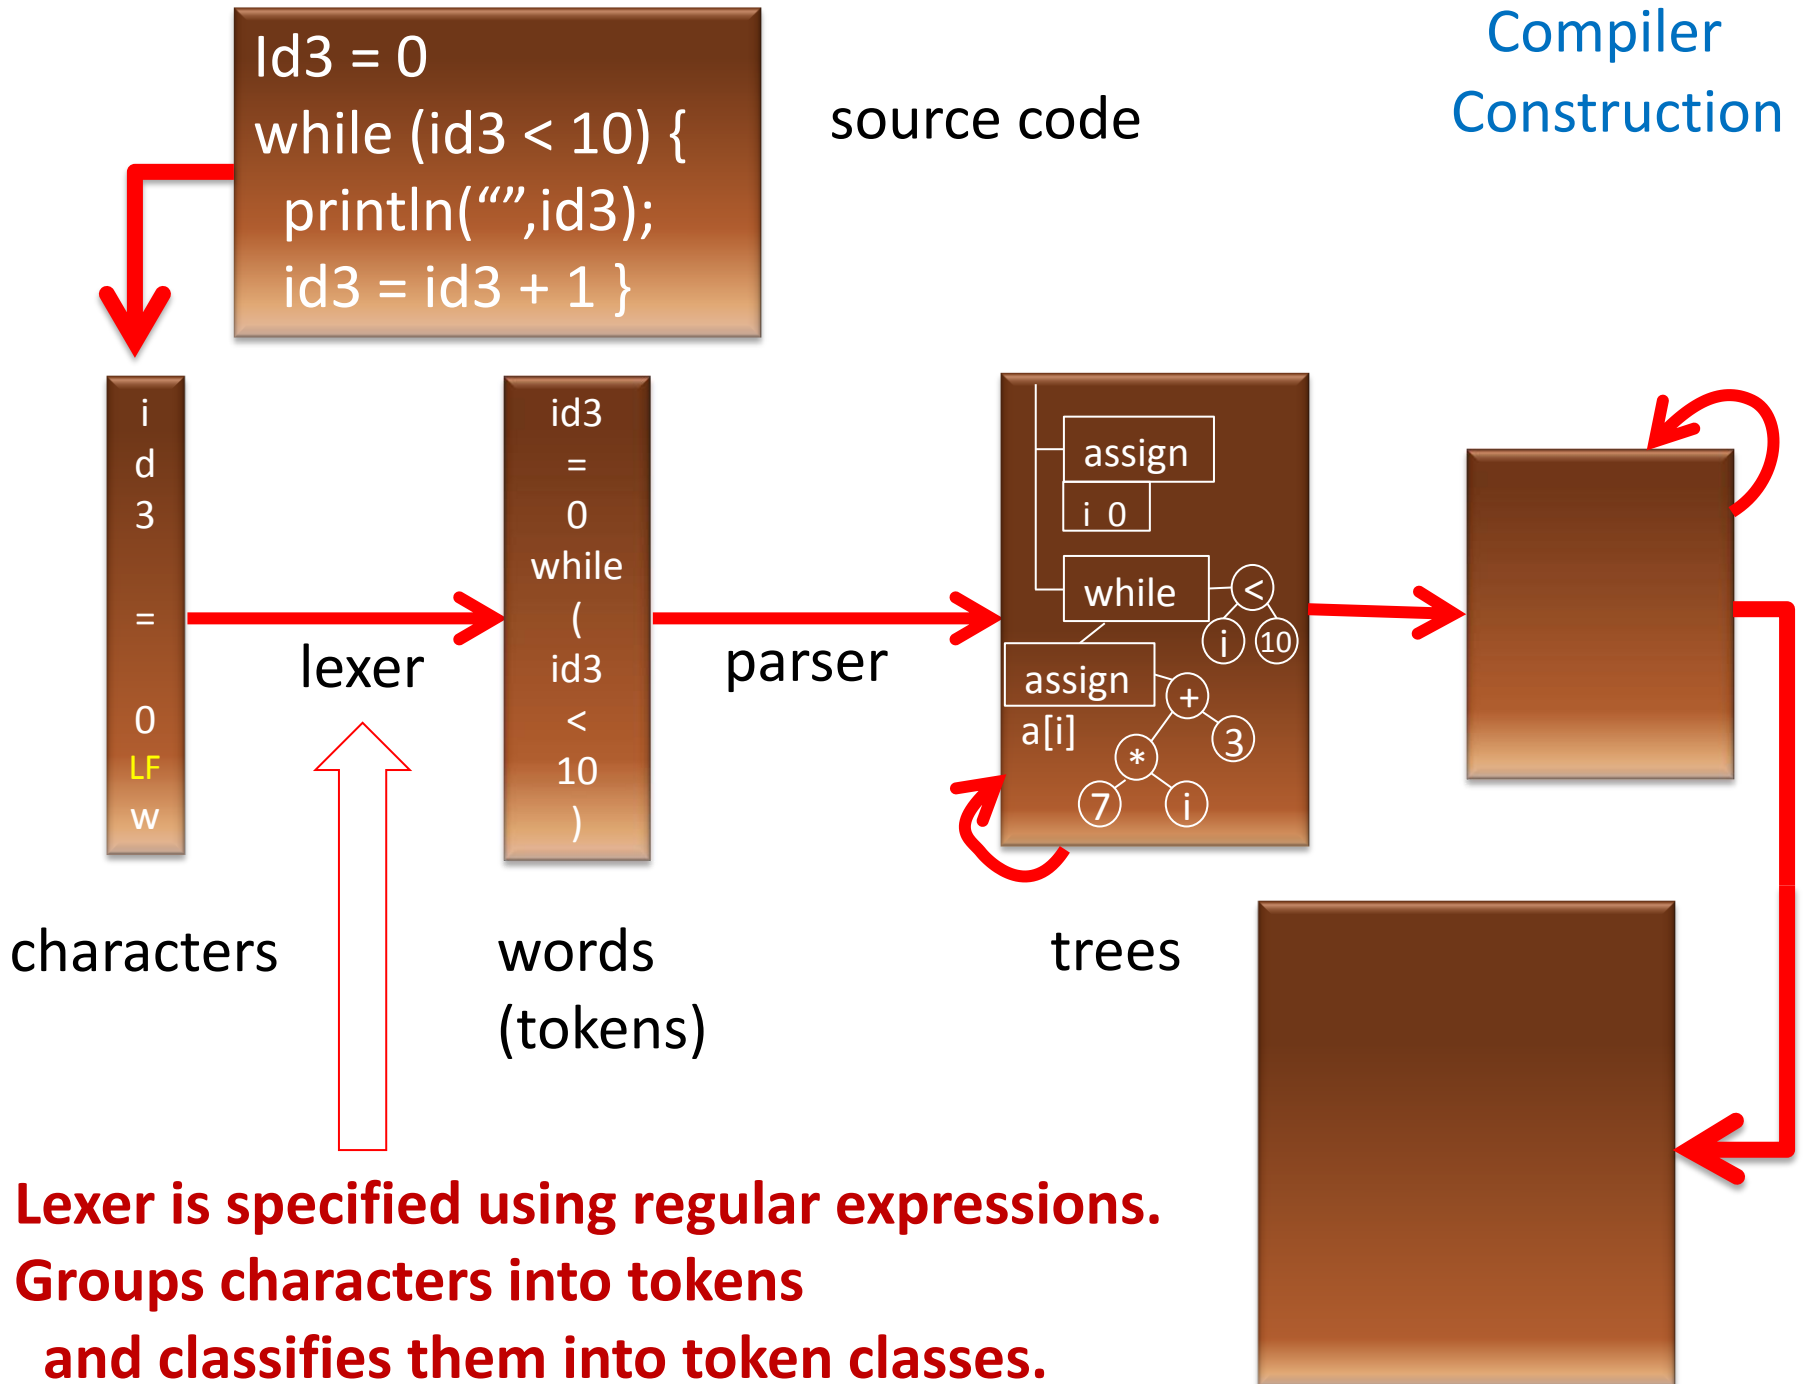 Id3 = 0
while (id3 < 10) {
println(“”,id3);
id3 = id3 + 1 }
source code
Compiler
Construction
i
d
3
=
0
LF
w
lexer
id3
=
0
while
(
id3
<
10
)
parser
assign
i 0
while
<
i 10
assign
+
a[i]
3
*
7 i
characters
words
(tokens)
trees
Lexer is specified using regular expressions.
Groups characters into tokens
and classifies them into token classes.